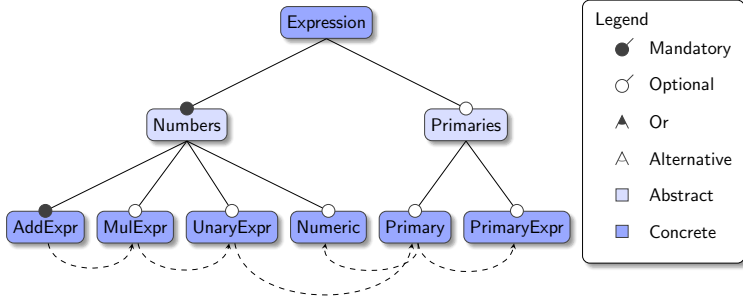 Expression
Numbers
Primaries
AddExpr
MulExpr
UnaryExpr
Numeric
Primary
PrimaryExpr
Legend
Mandatory
Optional
Or
Alternative
Abstract
Concrete